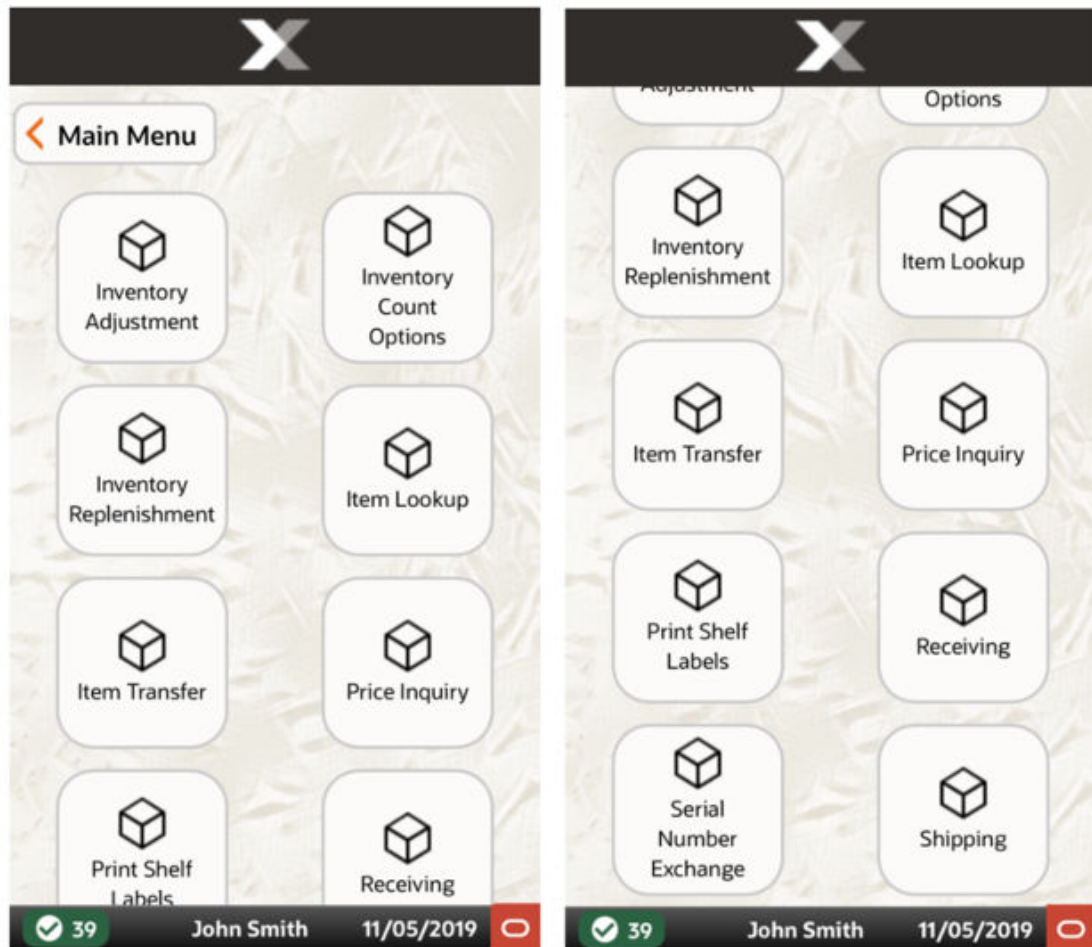 Main Menu
Inventory
Adjustment
Inventory
Count
Options
Inventory
Replenishment
Item Lookup
Item Transfer
Price Inquiry
Print Shelf
Labels
Receiving
39
John Smith
11/05/2019
Adjustment
Options
Inventory
Replenishment
Item Lookup
Item Transfer
Price Inquiry
Print Shelf
Labels
Receiving
Serial
Number
Exchange
Shipping
39
John Smith
11/05/2019